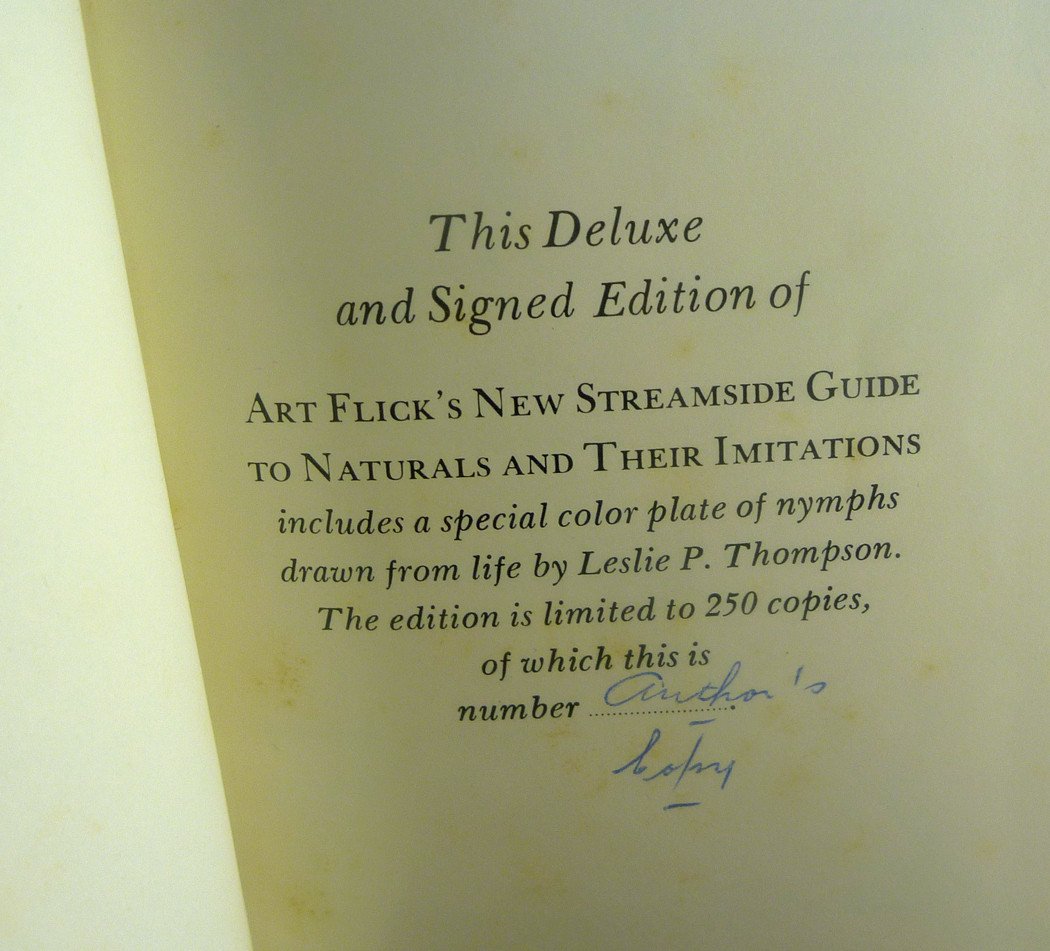 This Deluxe
and Signed Edition of
ART FLICK'S NEW STREAMSIDE GUIDE
TO NATURALS AND THEIR IMITATIONS
includes a special color plate of nymphs
drawn from life by Leslie P. Thompson.
The edition is limited to 250 copies,
of which this is
number Author's
Copy